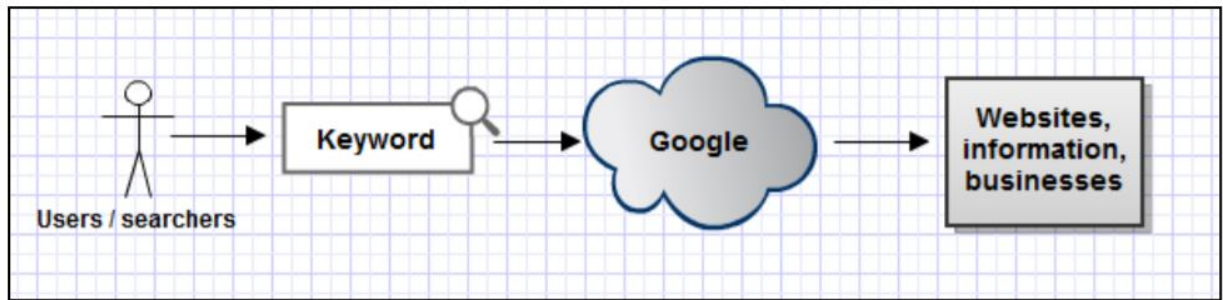 Users / searchers
Keyword
Google
Websites,
information,
businesses